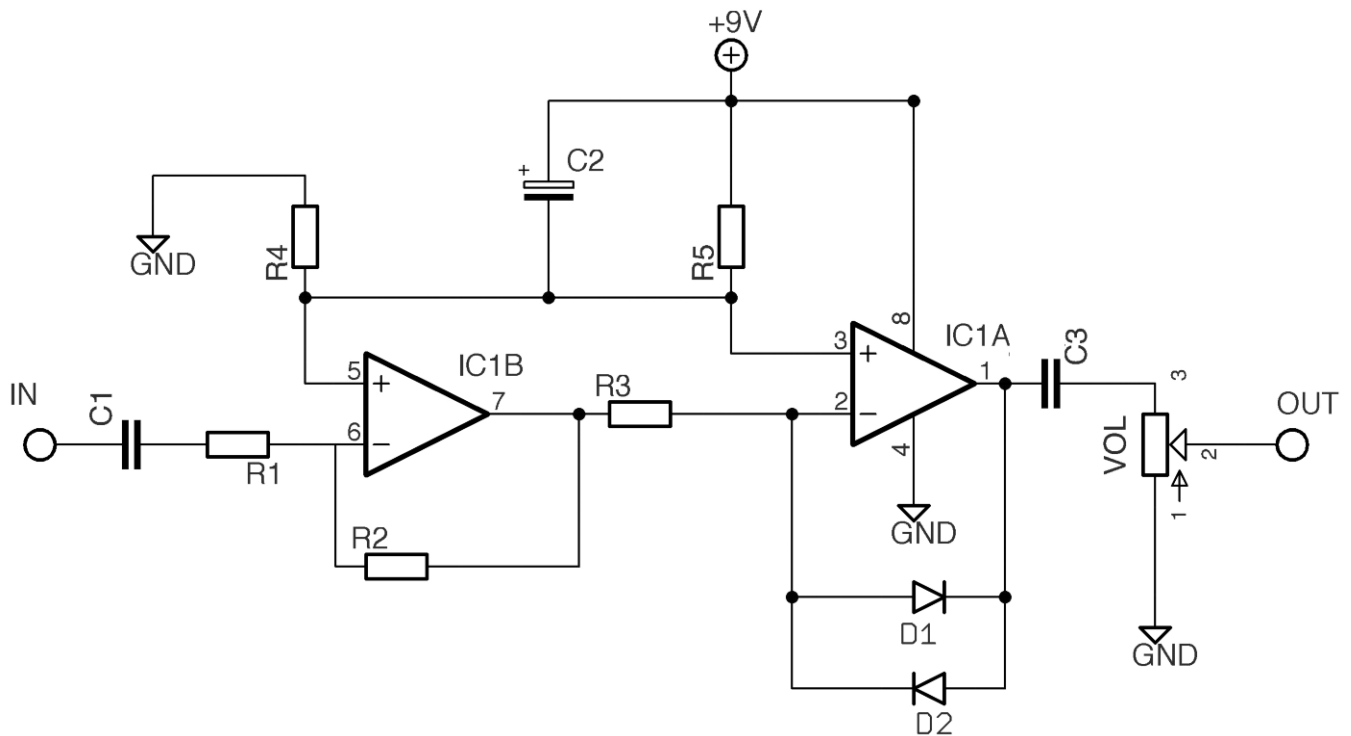 +9V
+
C2
R4
GND
R5
8
IC1A
3
+
1
C3
3
IC1B
5
+
7
R3
2
−
IN
C1
6
−
R1
4
VOL
2
OUT
1
GND
R2
D1
GND
D2